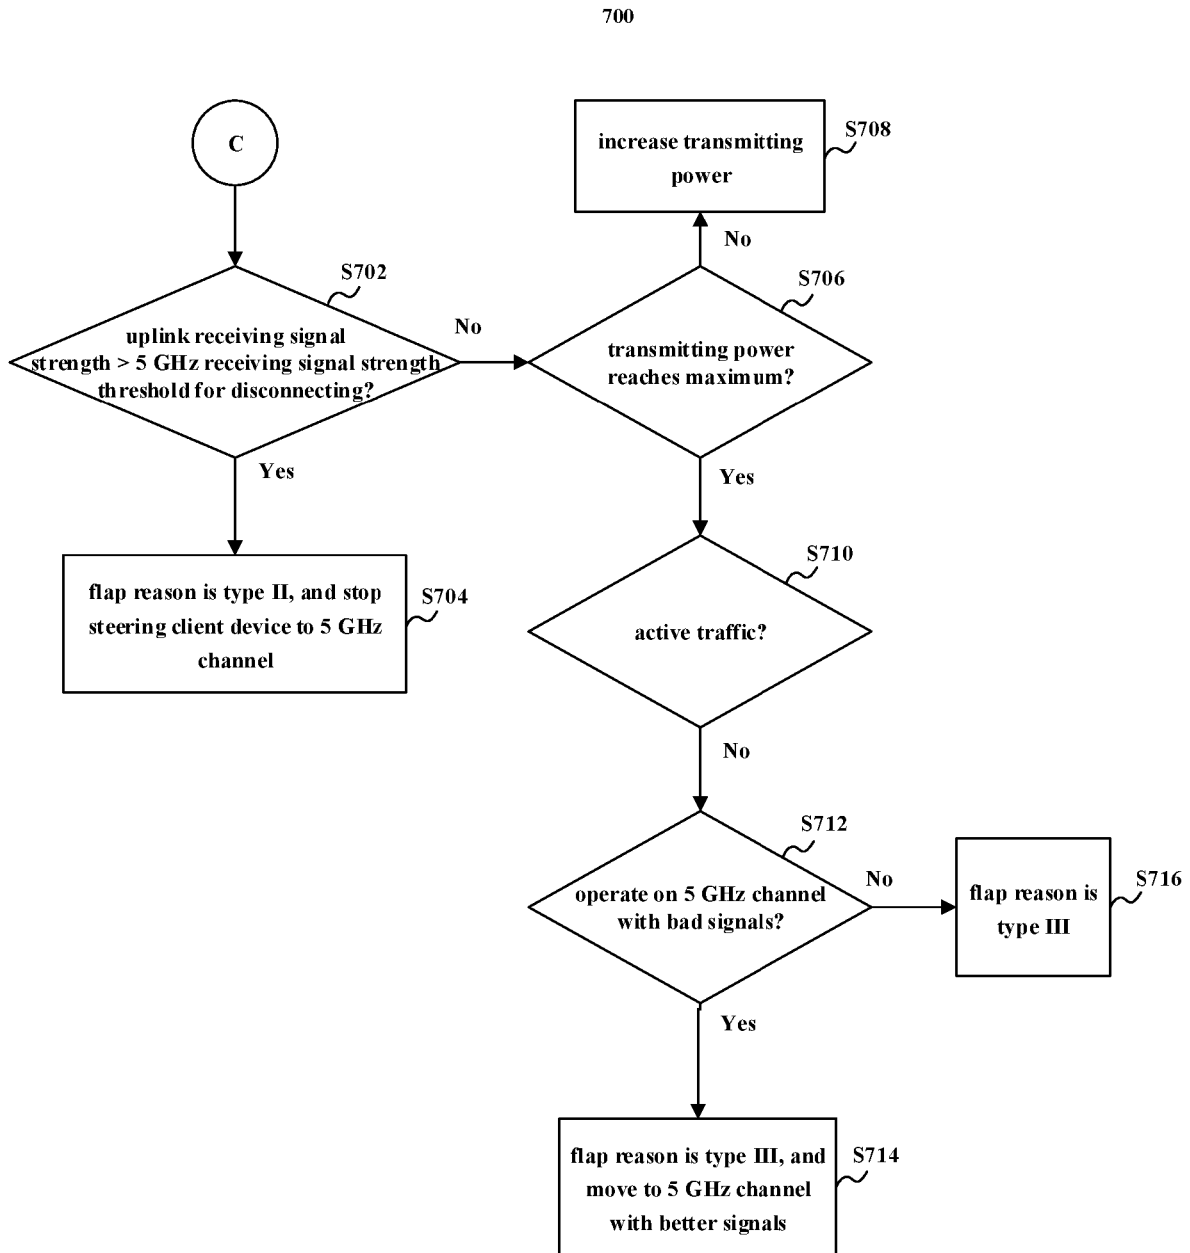 700
C
increase transmitting
power
S708
No
S702
S706
uplink receiving signal
strength > 5 GHz receiving signal strength
threshold for disconnecting?
No
transmitting power
reaches maximum?
Yes
Yes
S710
flap reason is type II, and stop
steering client device to 5 GHz
channel
S704
active traffic?
No
S712
operate on 5 GHz channel
with bad signals?
No
flap reason is
type III
S716
Yes
flap reason is type III, and
move to 5 GHz channel
with better signals
S714